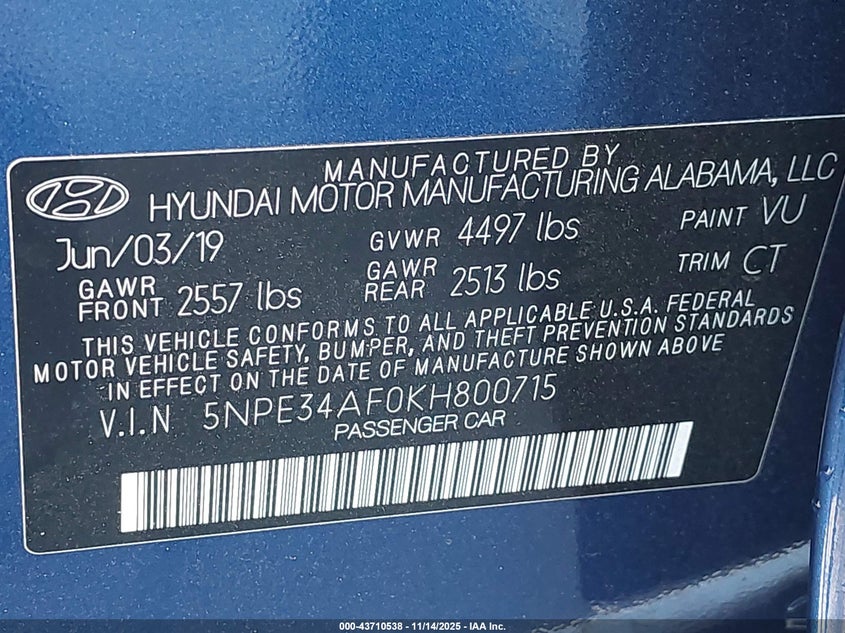 MANUFACTURED BY
HYUNDAI MOTOR MANUFACTURING ALABAMA, LLC
Jun/03/19 GVWR 4497 lbs PAINT VU
GAWR FRONT 2557 lbs GAWR REAR 2513 lbs TRIM CT
THIS VEHICLE CONFORMS TO ALL APPLICABLE U.S.A. FEDERAL
MOTOR VEHICLE SAFETY, BUMPER, AND THEFT PREVENTION STANDARDS
IN EFFECT ON THE DATE OF MANUFACTURE SHOWN ABOVE
V.I.N 5NPE34AF0KH800715
PASSENGER CAR
000-43710538 - 11/14/2025 - IAA Inc.